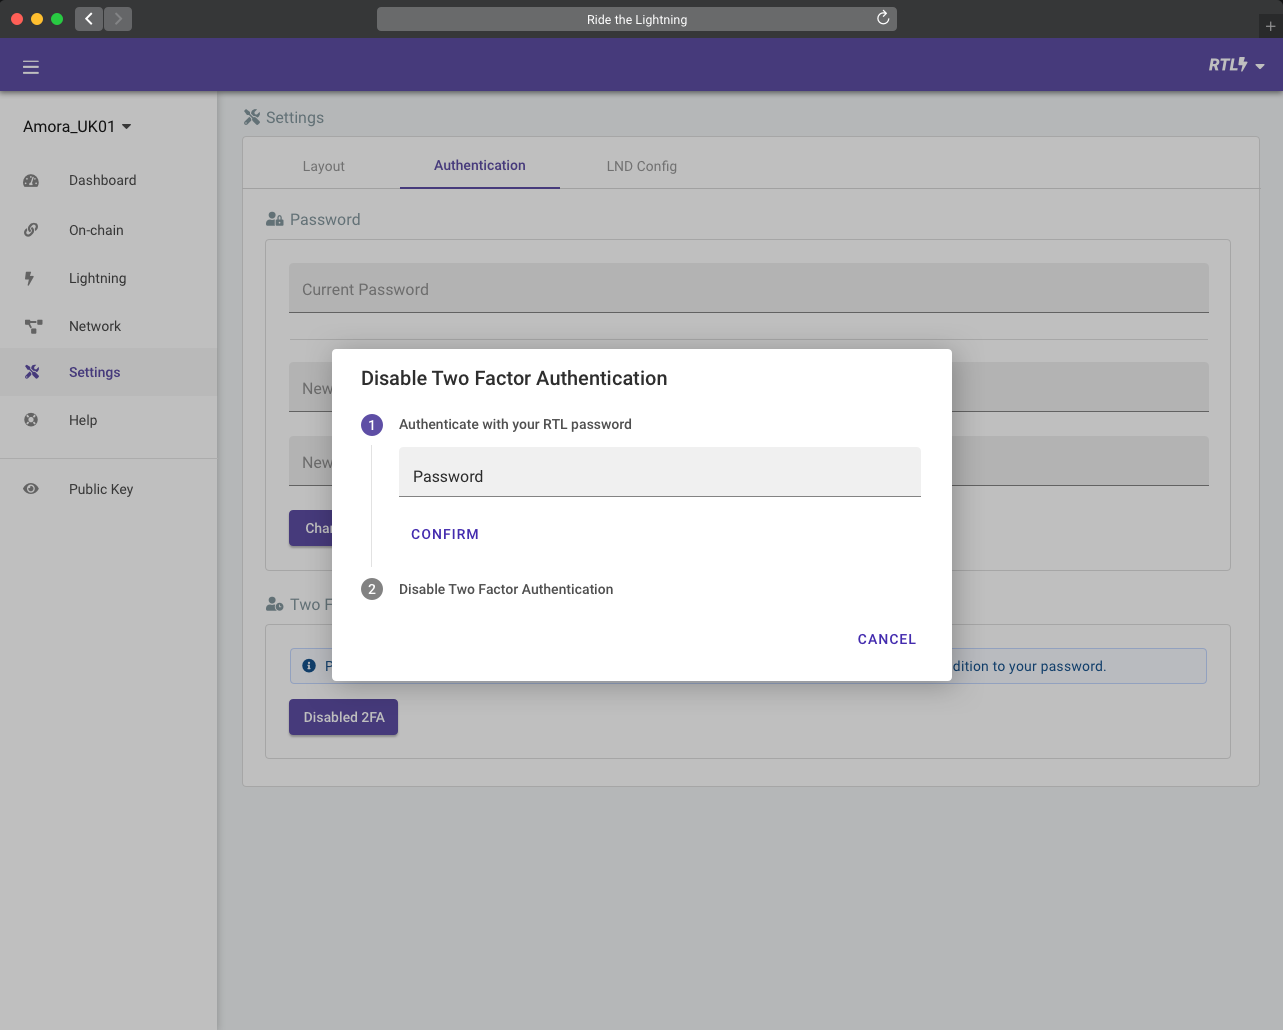 Ride the Lightning
RTL
Amora_UK01
Settings
Dashboard
On-chain
Lightning
Network
Settings
Help
Public Key
Layout
Authentication
LND Config
Password
Current Password
New
New
Disable Two Factor Authentication
1 Authenticate with your RTL password
Password
CONFIRM
2 Disable Two Factor Authentication
CANCEL
Two
dition to your password.
Disabled 2FA